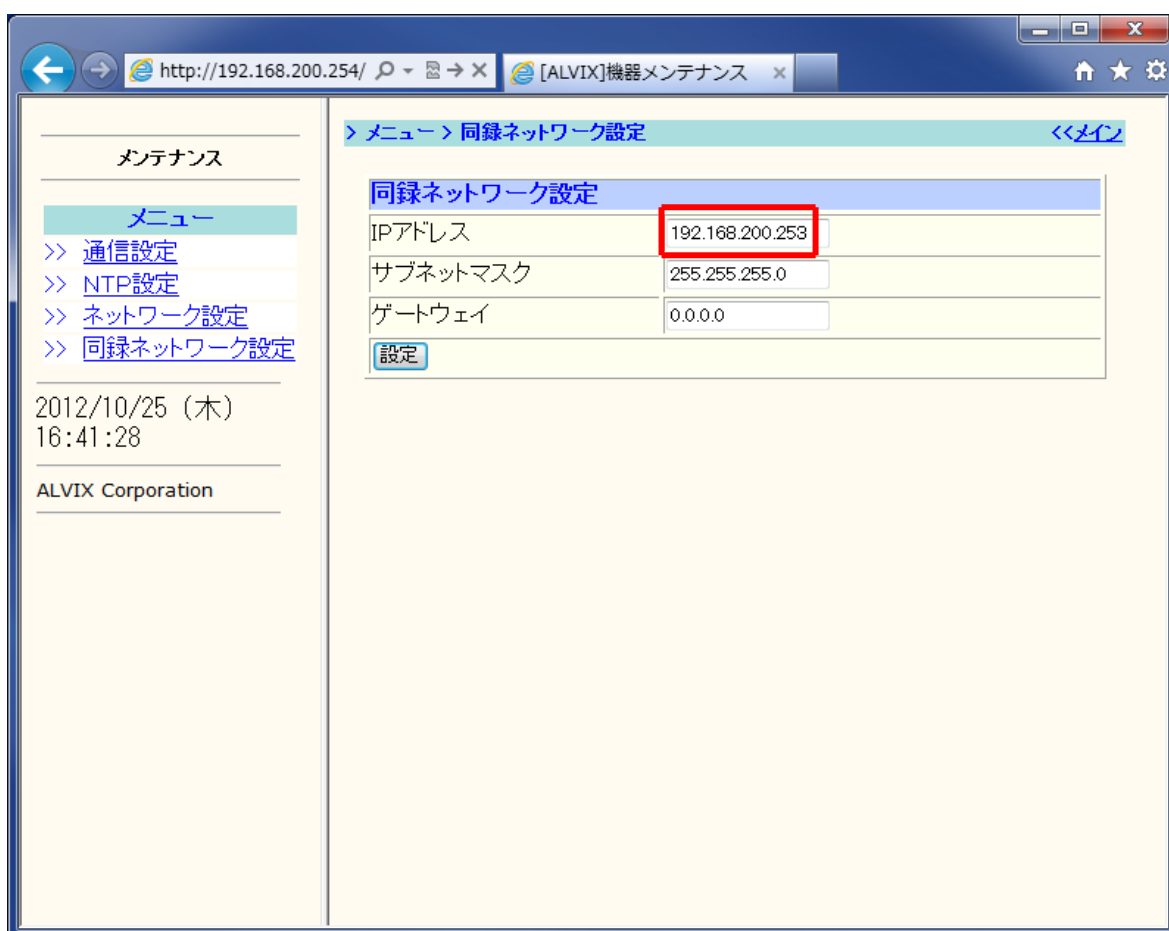 http://192.168.200.254/
[ALVIX]機器メンテナンス
メンテナンス
メニュー
>> 通信設定
>> NTP設定
>> ネットワーク設定
>> 同録ネットワーク設定
2012/10/25 (木)
16:41:28
ALVIX Corporation
> メニュー > 同録ネットワーク設定 <<メイン
同録ネットワーク設定
IPアドレス 192.168.200.253
サブネットマスク 255.255.255.0
ゲートウェイ 0.0.0.0
設定